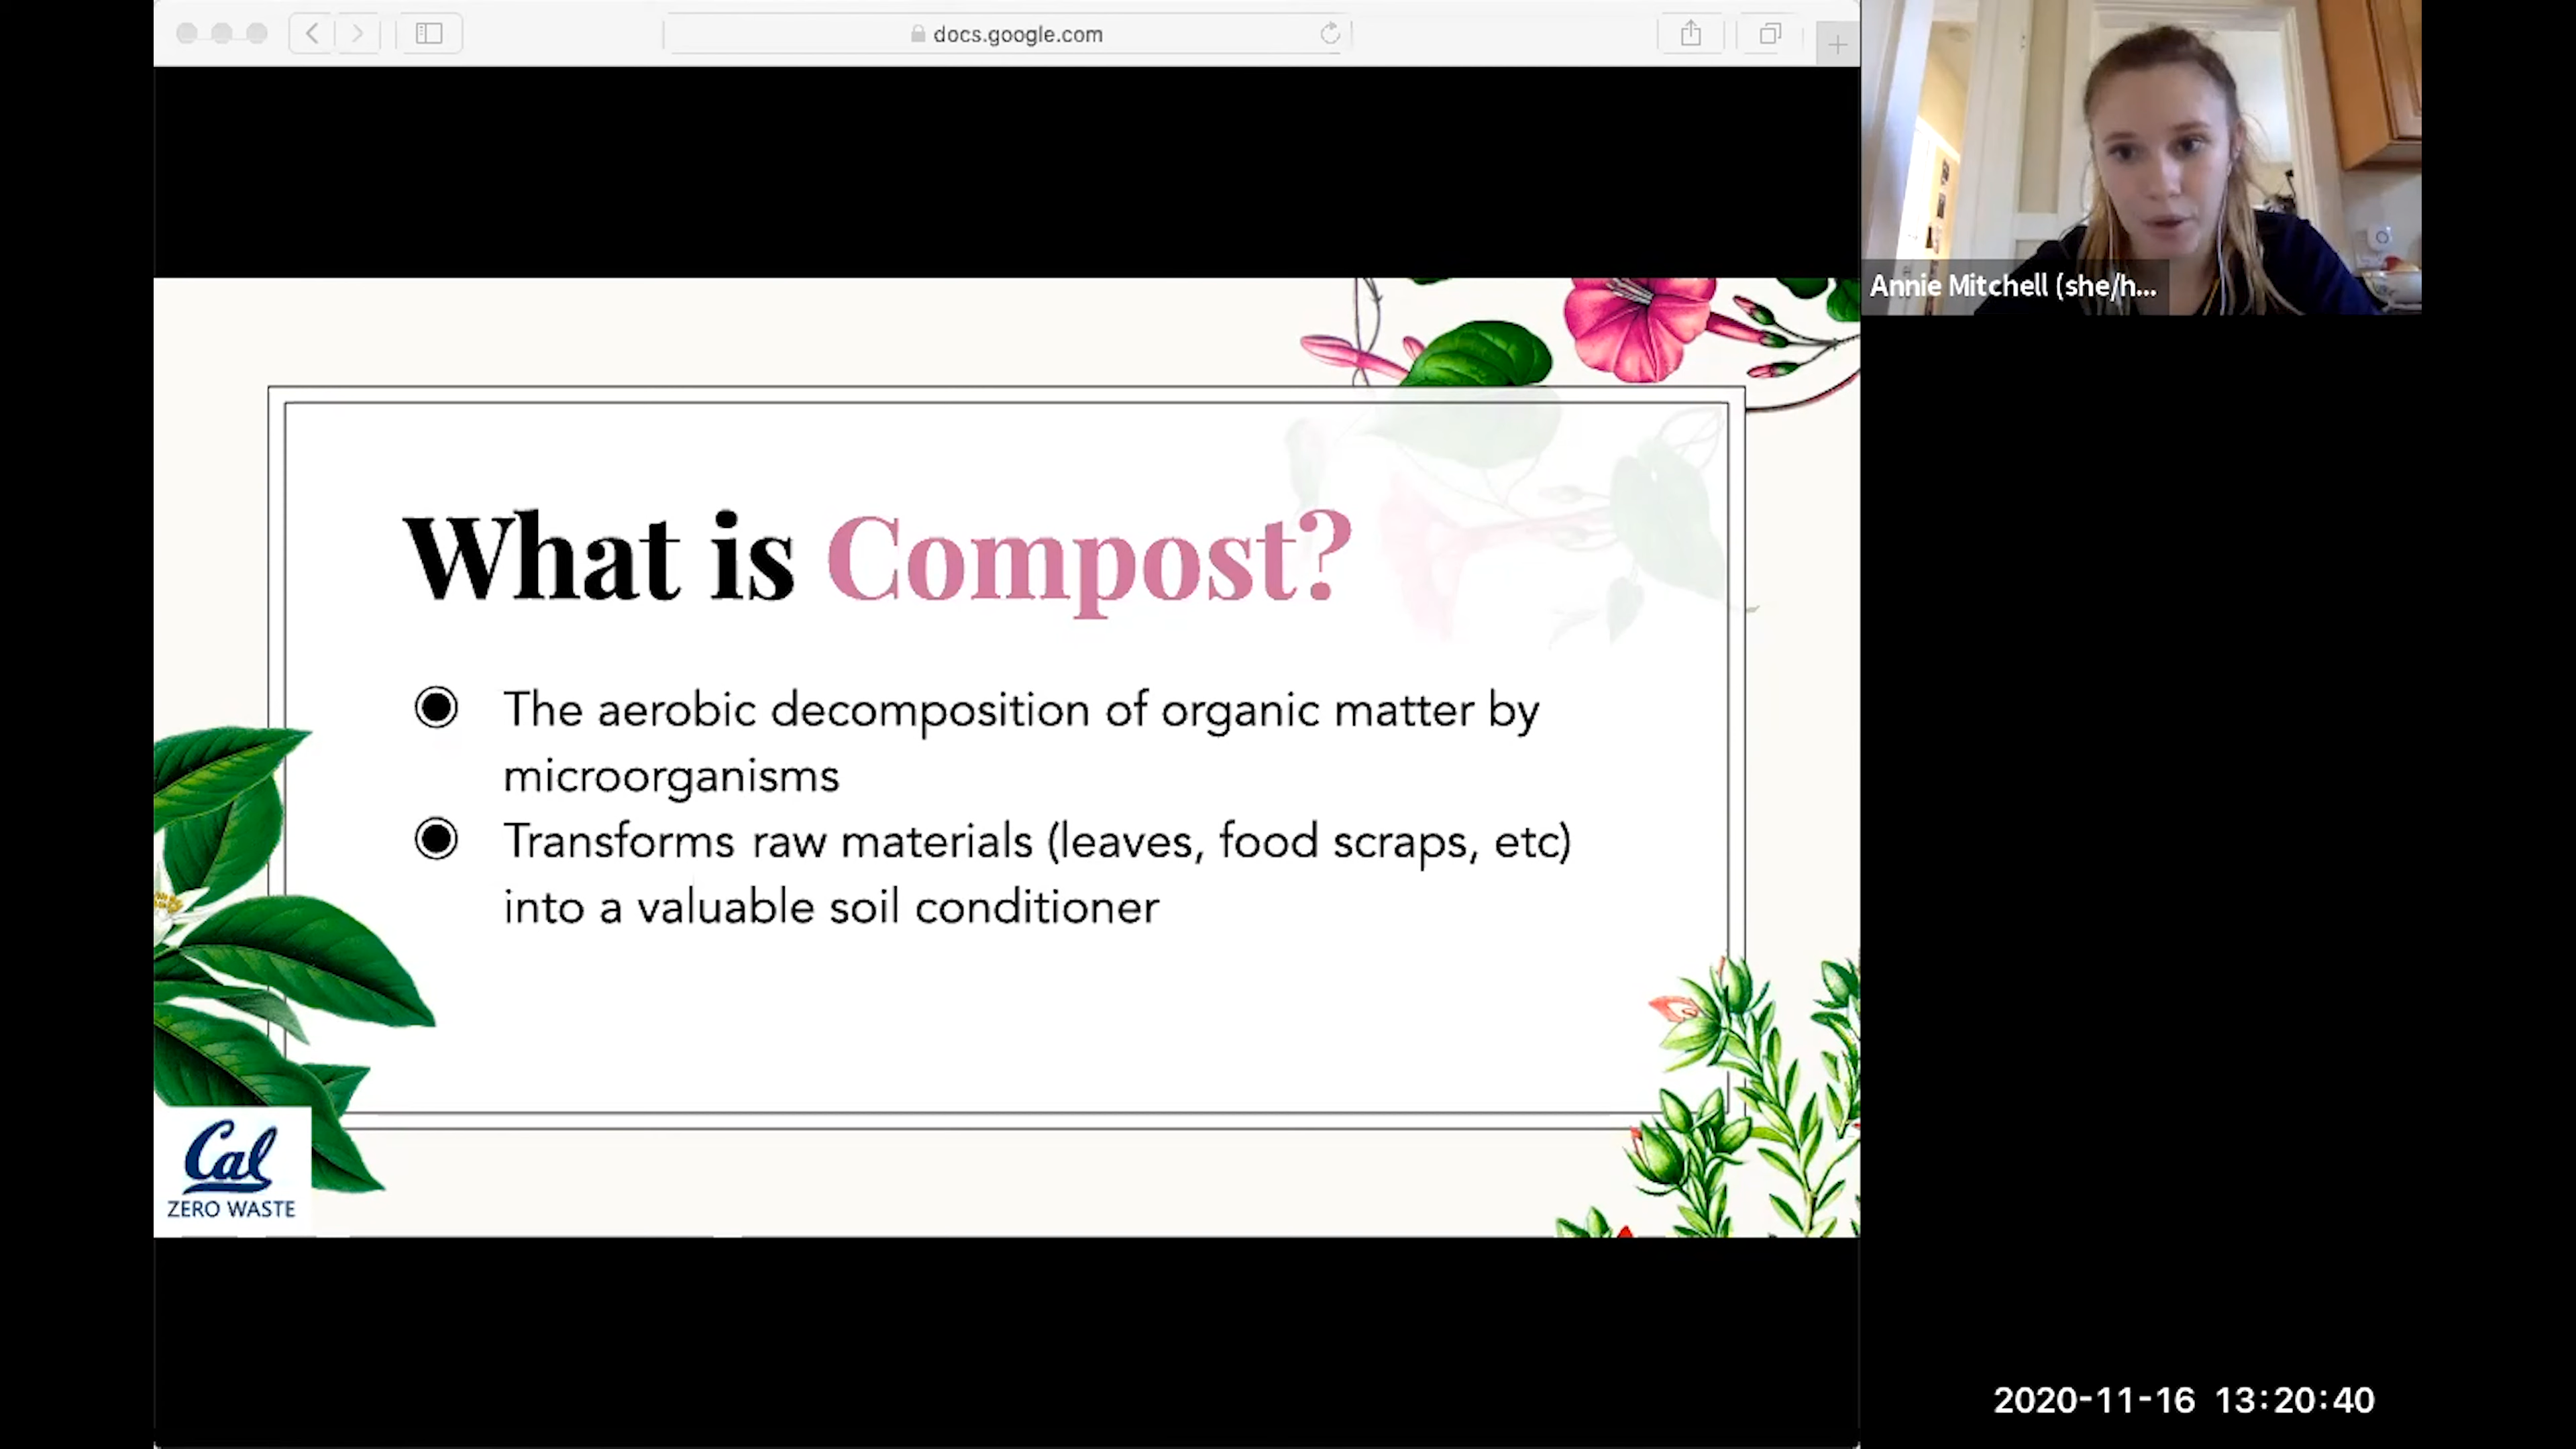 docs.google.com
Annie Mitchell (she/h...
What is Compost?
The aerobic decomposition of organic matter by
microorganisms
Transforms raw materials (leaves, food scraps, etc)
into a valuable soil conditioner
Cal
ZERO WASTE
2020-11-16 13:20:40